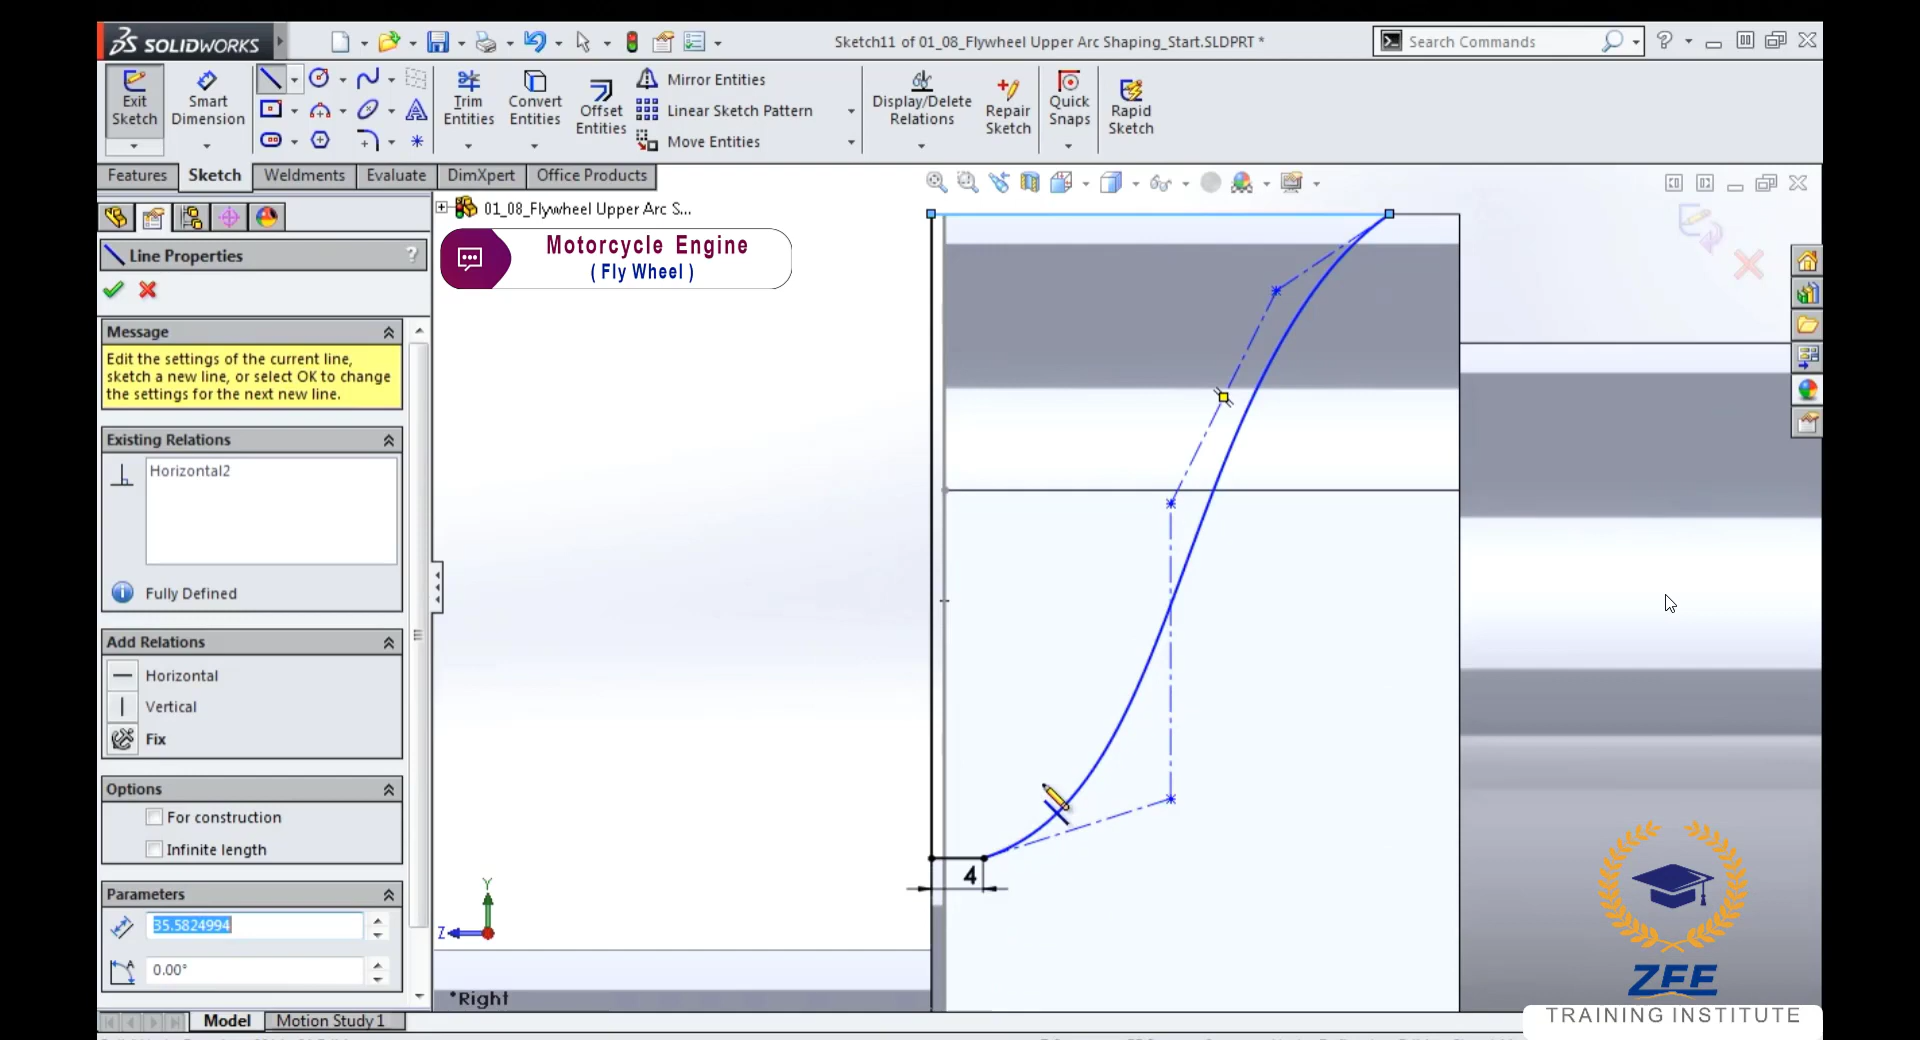 SOLIDWORKS
Sketch11 of 01_08_Flywheel Upper Arc Shaping_Start.SLDPRT *
Search Commands
Exit Sketch
Smart Dimension
Trim Entities
Convert Entities
Offset Entities
Mirror Entities
Linear Sketch Pattern
Move Entities
Display/Delete Relations
Repair Sketch
Quick Snaps
Rapid Sketch
Features
Sketch
Weldments
Evaluate
DimXpert
Office Products
01_08_Flywheel Upper Arc S...
Motorcycle Engine
( Fly Wheel )
Line Properties
?
Message
Edit the settings of the current line,
sketch a new line, or select OK to change
the settings for the next new line.
Existing Relations
Horizontal2
Fully Defined
Add Relations
Horizontal
Vertical
Fix
Options
For construction
Infinite length
Parameters
35.5824994
0.00°
4
Y
Z
*Right
Model
Motion Study 1
ZFE
TRAINING INSTITUTE